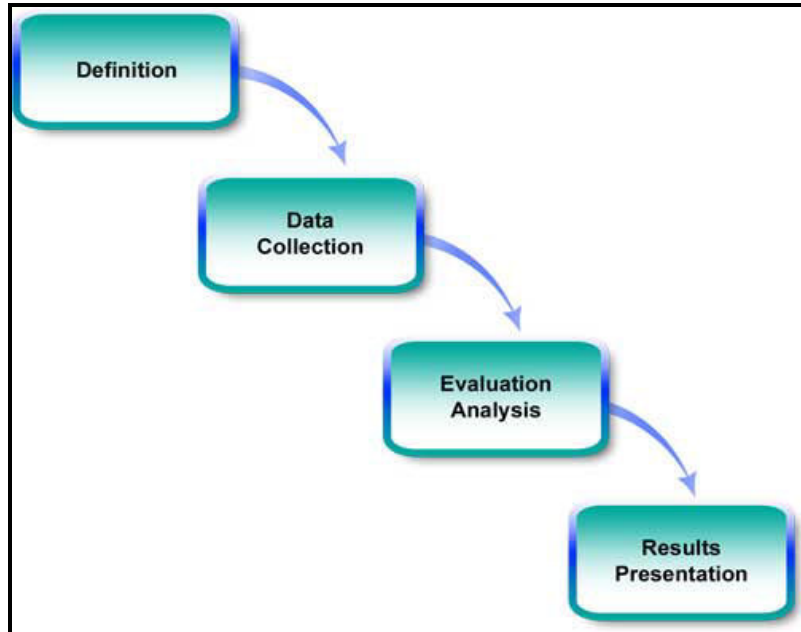 Definition
Data
Collection
Evaluation
Analysis
Results
Presentation